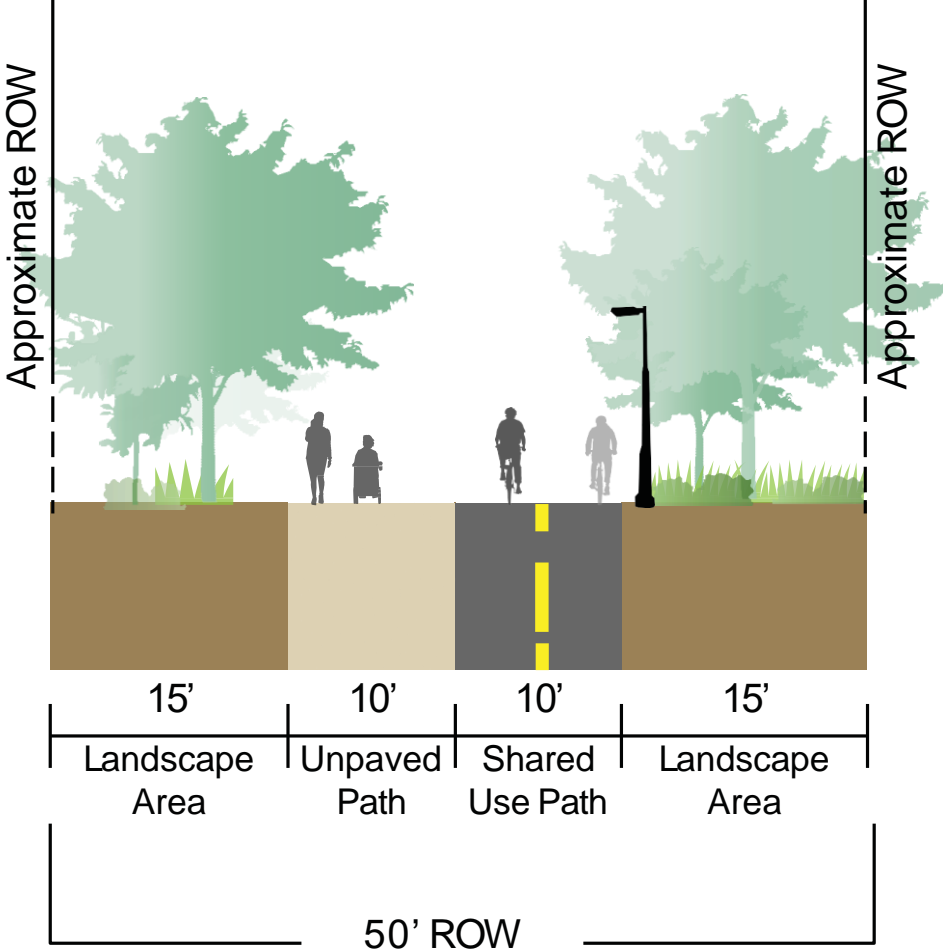 Approximate ROW
Approximate ROW
15’
10’
10’
15’
Landscape
Area
Unpaved
Path
Shared
Use Path
Landscape
Area
50’ ROW